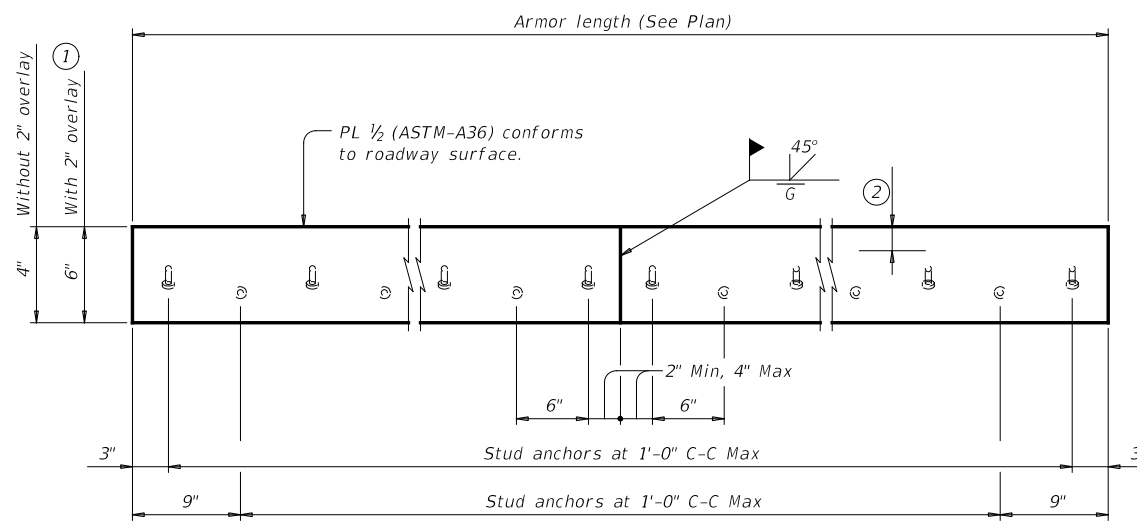 Armor length (See Plan)
Without 2" overlay
1
With 2" overlay
PL ½ (ASTM-A36) conforms
to roadway surface.
45°
G
2
4"
6"
2" Min, 4" Max
6"
6"
3"
Stud anchors at 1'-0" C-C Max
3
9"
Stud anchors at 1'-0" C-C Max
9"